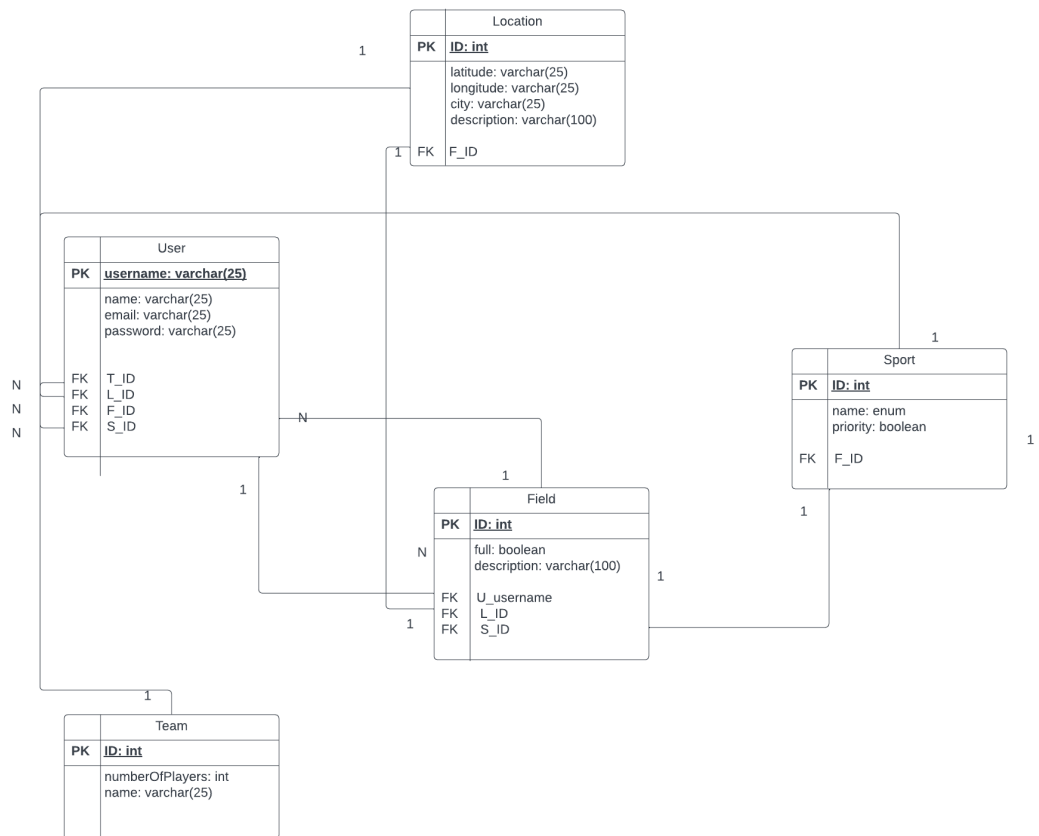 Location
1
PK ID: int
latitude: varchar(25)
longitude: varchar(25)
city: varchar(25)
description: varchar(100)
1 FK F_ID
User
PK username: varchar(25)
name: varchar(25)
email: varchar(25)
password: varchar(25)
N FK T_ID
FK L_ID
N FK F_ID
N FK S_ID
N
1
Sport
PK ID: int
name: enum
priority: boolean
1
FK F_ID
1
1
1
Field
PK ID: int
N full: boolean
description: varchar(100)
1
FK U_username
FK L_ID
1
FK S_ID
1
Team
PK ID: int
numberOfPlayers: int
name: varchar(25)